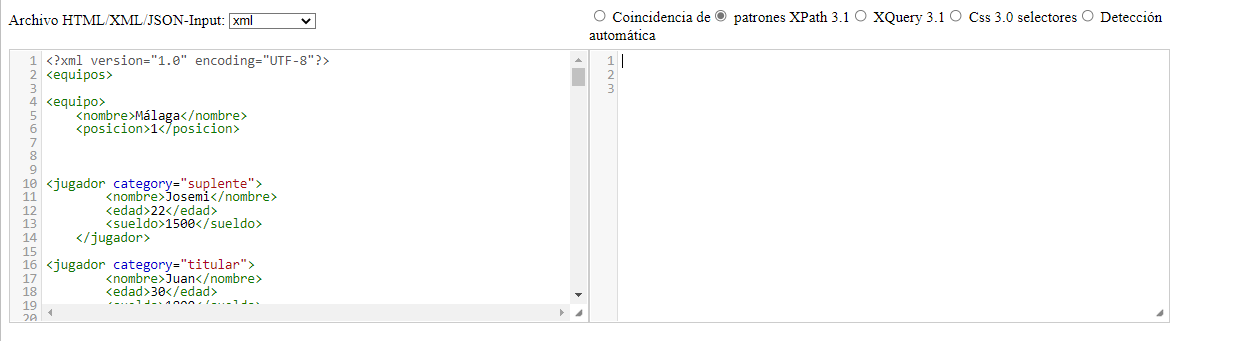 Archivo HTML/XML/JSON-Input: xml
Coincidencia de patrones XPath 3.1 XQuery 3.1 Css 3.0 selectores Detección
automática
1 <?xml version="1.0" encoding="UTF-8"?>
2 <equipos>
3
4 <equipo>
5 <nombre>Málaga</nombre>
6 <posicion>1</posicion>
7
8
9
10 <jugador category="suplente">
11 <nombre>Josemi</nombre>
12 <edad>22</edad>
13 <sueldo>1500</sueldo>
14 </jugador>
15
16 <jugador category="titular">
17 <nombre>Juan</nombre>
18 <edad>30</edad>
19 <sueldo>1800</sueldo>
20
1
2
3